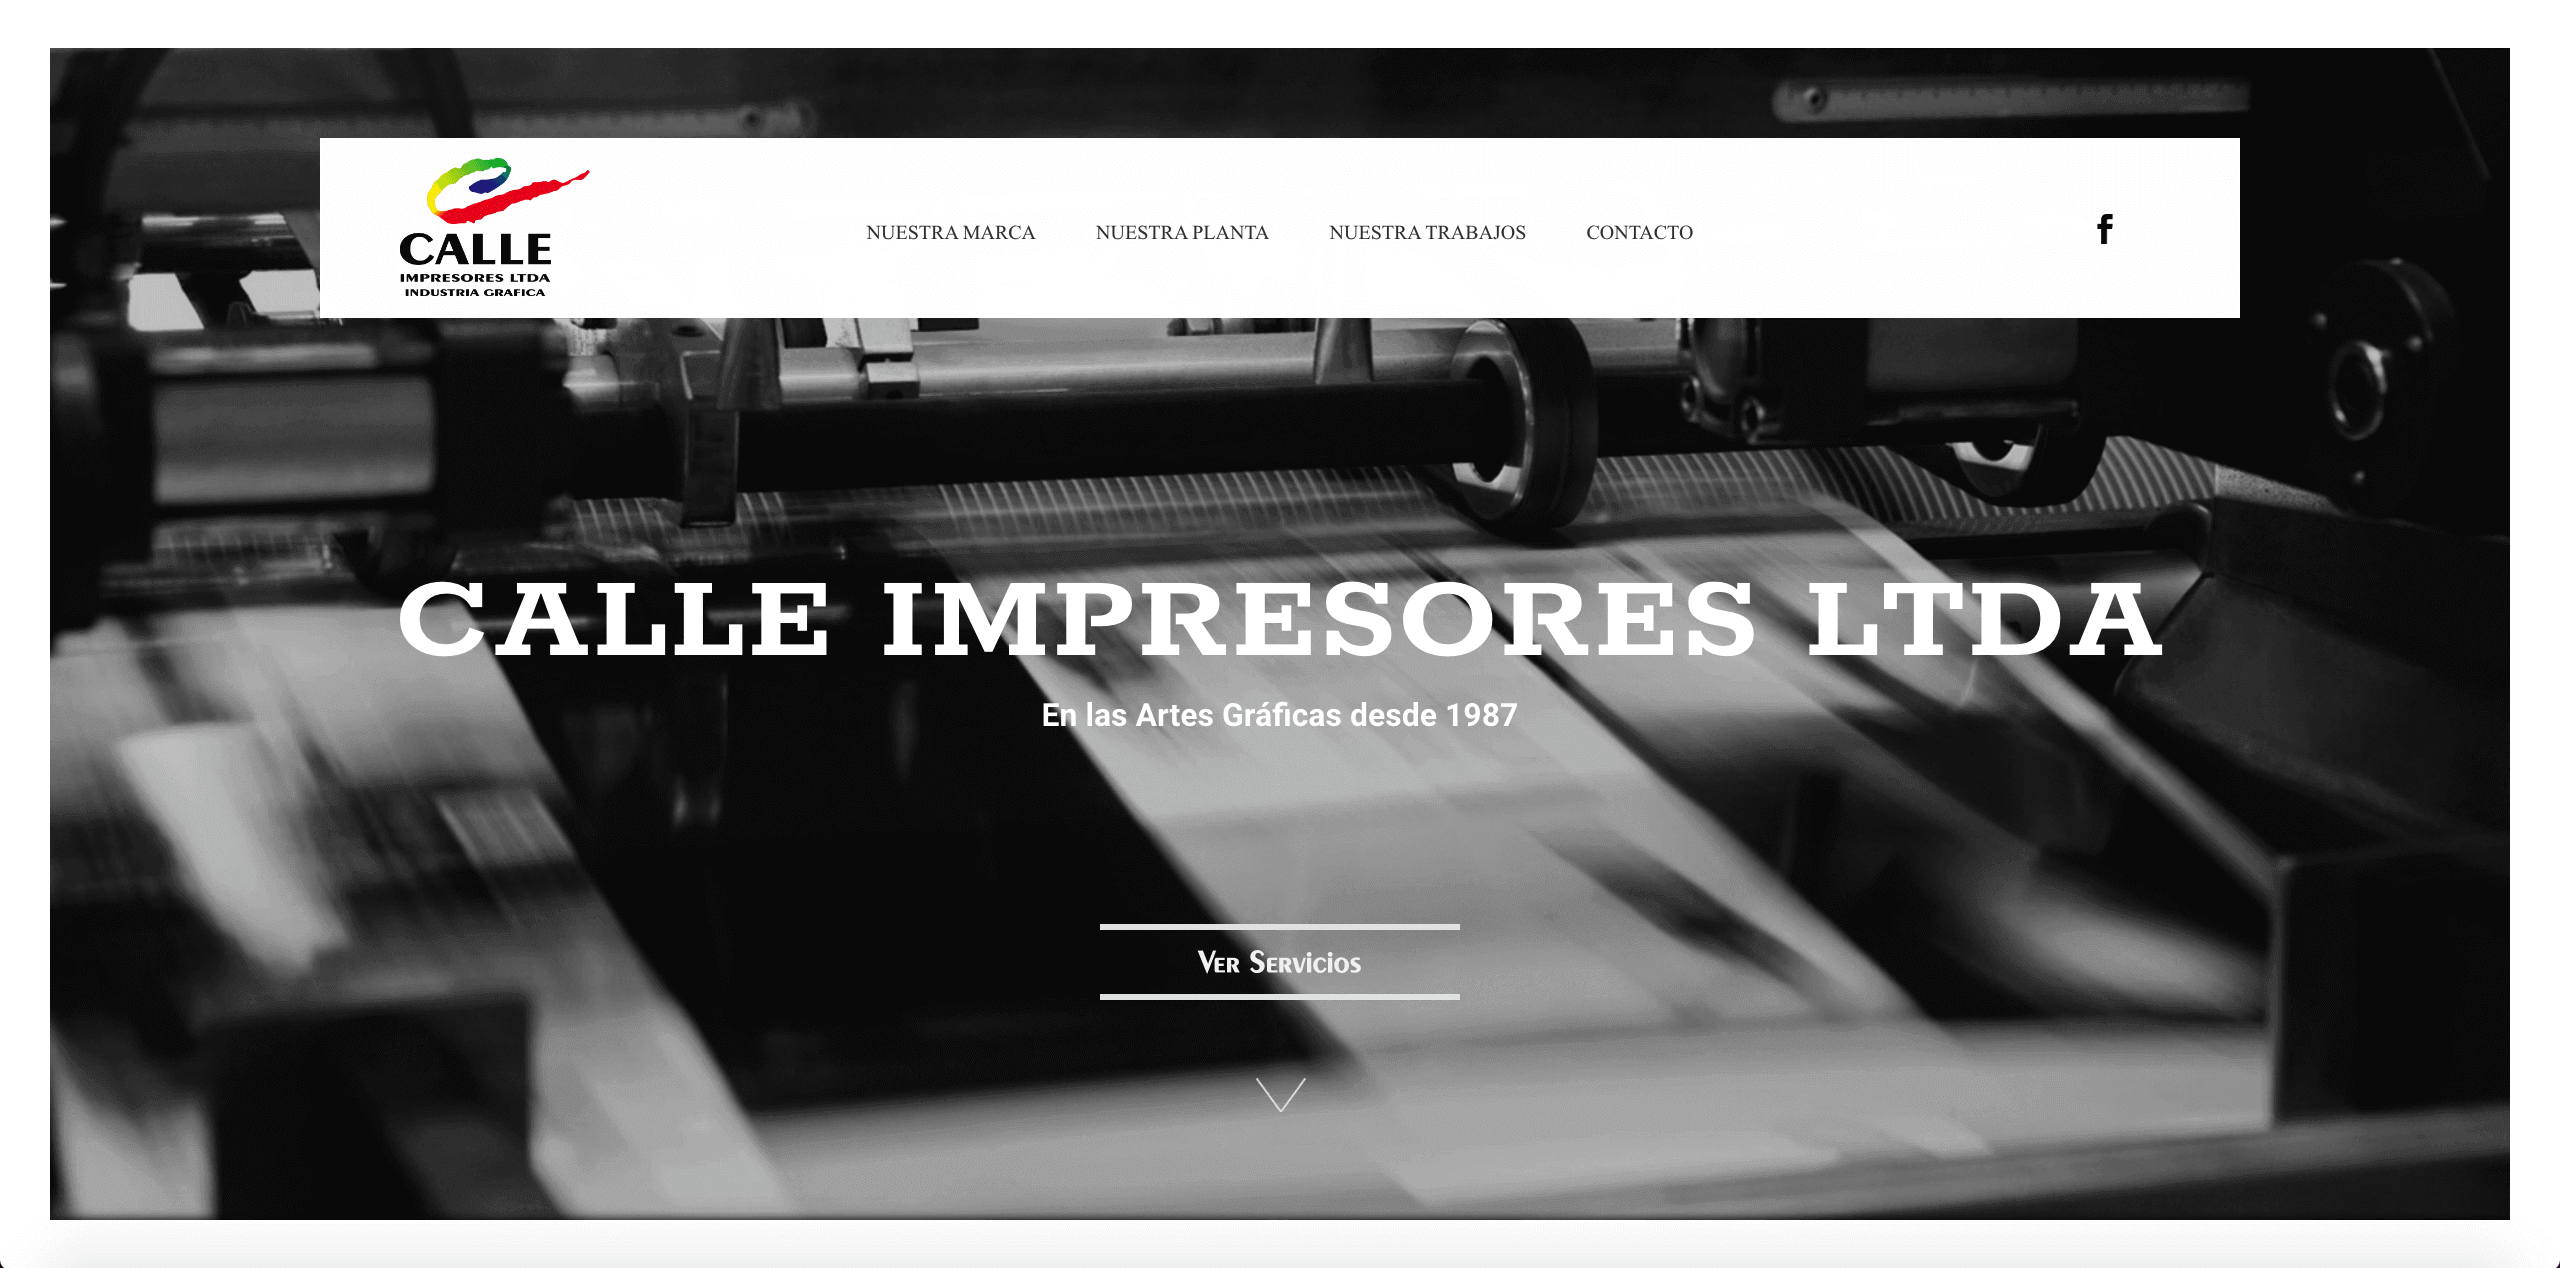 CALLE
IMPRESORES LTDA
INDUSTRIA GRAFICA
NUESTRA MARCA
NUESTRA PLANTA
NUESTRA TRABAJOS
CONTACTO
CALLE IMPRESORES LTDA
En las Artes Gráficas desde 1987
Ver Servicios